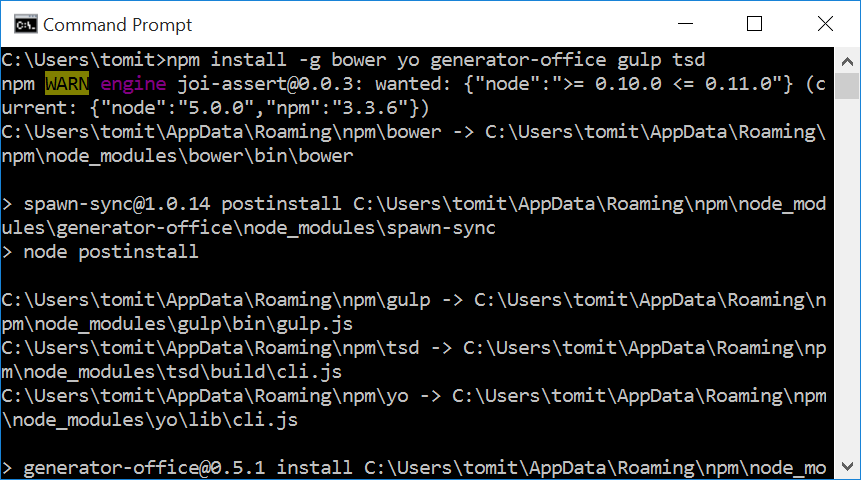 Command Prompt
C:\Users\tomit>npm install -g bower yo generator-office gulp tsd
npm WARN engine joi-assert@0.0.3: wanted: {"node":">= 0.10.0 <= 0.11.0"} (c
urrent: {"node":"5.0.0","npm":"3.3.6"})
C:\Users\tomit\AppData\Roaming\npm\bower -> C:\Users\tomit\AppData\Roaming\
npm\node_modules\bower\bin\bower
> spawn-sync@1.0.14 postinstall C:\Users\tomit\AppData\Roaming\npm\node_mod
ules\generator-office\node_modules\spawn-sync
> node postinstall
C:\Users\tomit\AppData\Roaming\npm\gulp -> C:\Users\tomit\AppData\Roaming\n
pm\node_modules\gulp\bin\gulp.js
C:\Users\tomit\AppData\Roaming\npm\tsd -> C:\Users\tomit\AppData\Roaming\np
m\node_modules\tsd\build\cli.js
C:\Users\tomit\AppData\Roaming\npm\yo -> C:\Users\tomit\AppData\Roaming\npm
\node_modules\yo\lib\cli.js
> generator-office@0.5.1 install C:\Users\tomit\AppData\Roaming\npm\node_mo